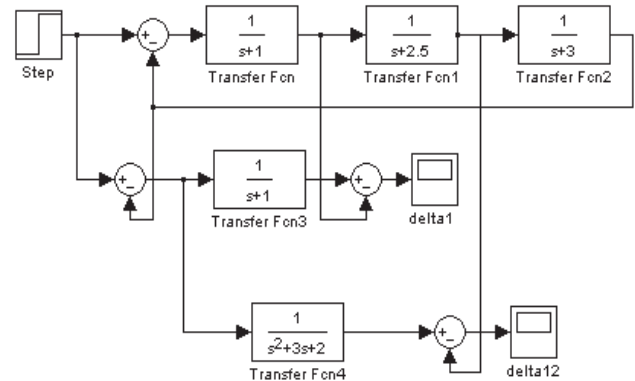 1
s+1
1
s+2.5
1
s+3
Step
Transfer Fcn
Transfer Fcn1
Transfer Fcn2
1
s+1
Transfer Fcn3
delta1
1
s²+3s+2
Transfer Fcn4
delta12